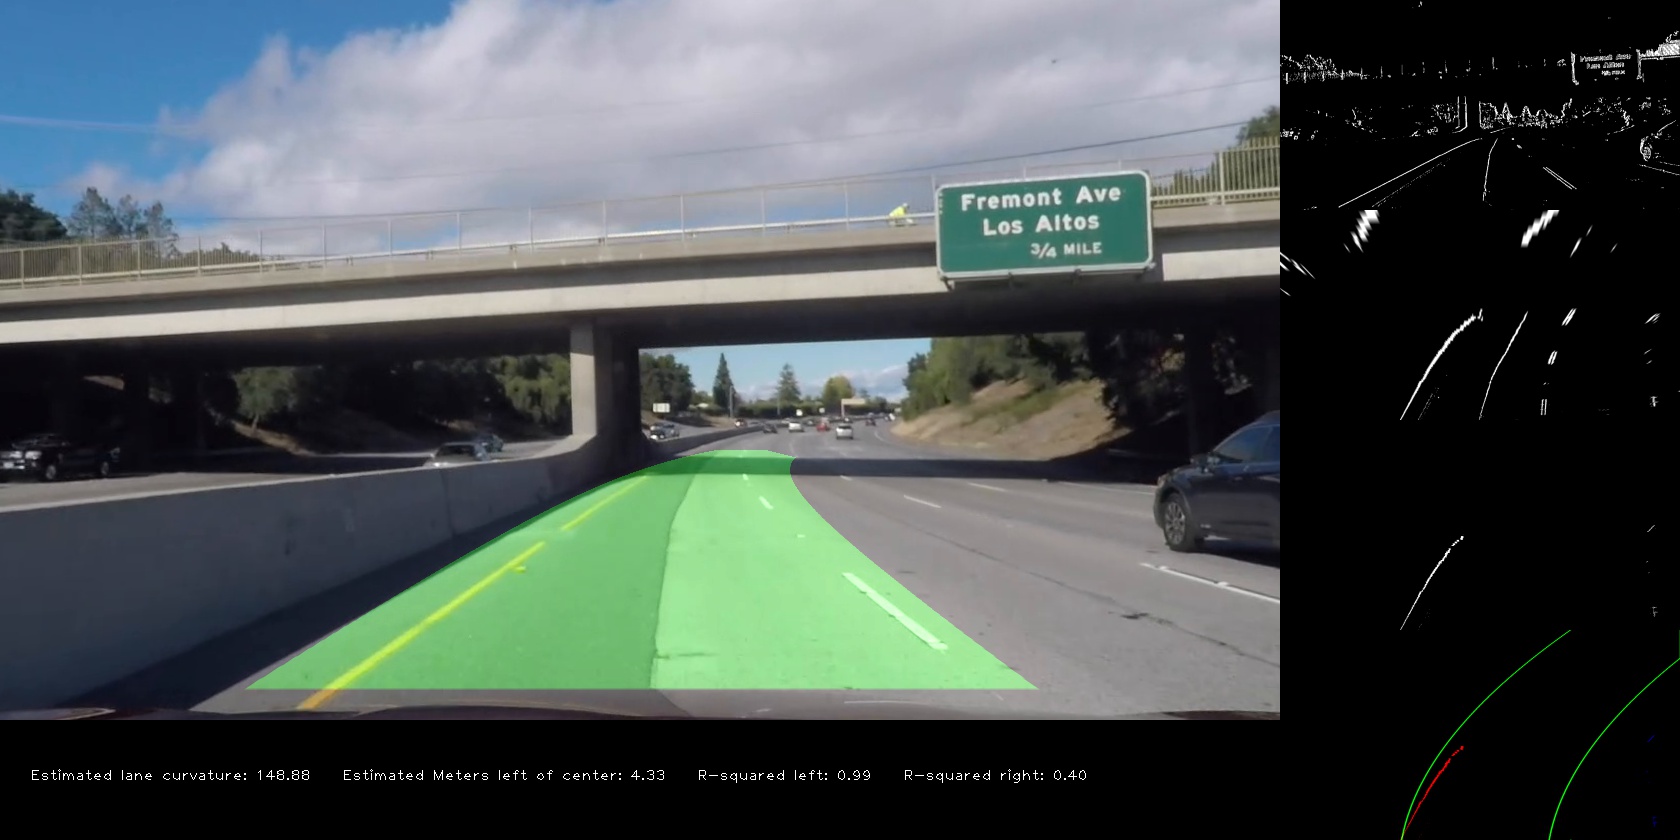 Fremont Ave
Los Altos
3/4 MILE
Estimated lane curvature: 148.88 Estimated Meters left of center: 4.33 R-squared left: 0.99 R-squared right: 0.40